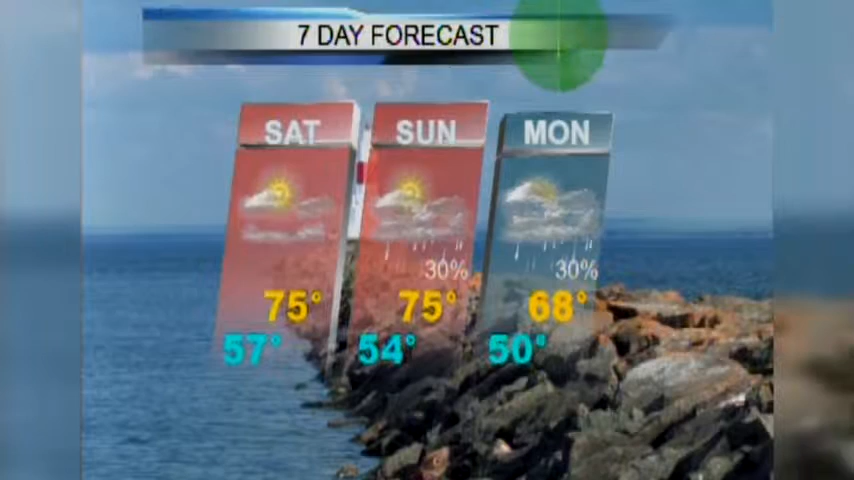 7 DAY FORECAST
SAT SUN MON
30% 30%
75° 75° 68°
57° 54° 50°